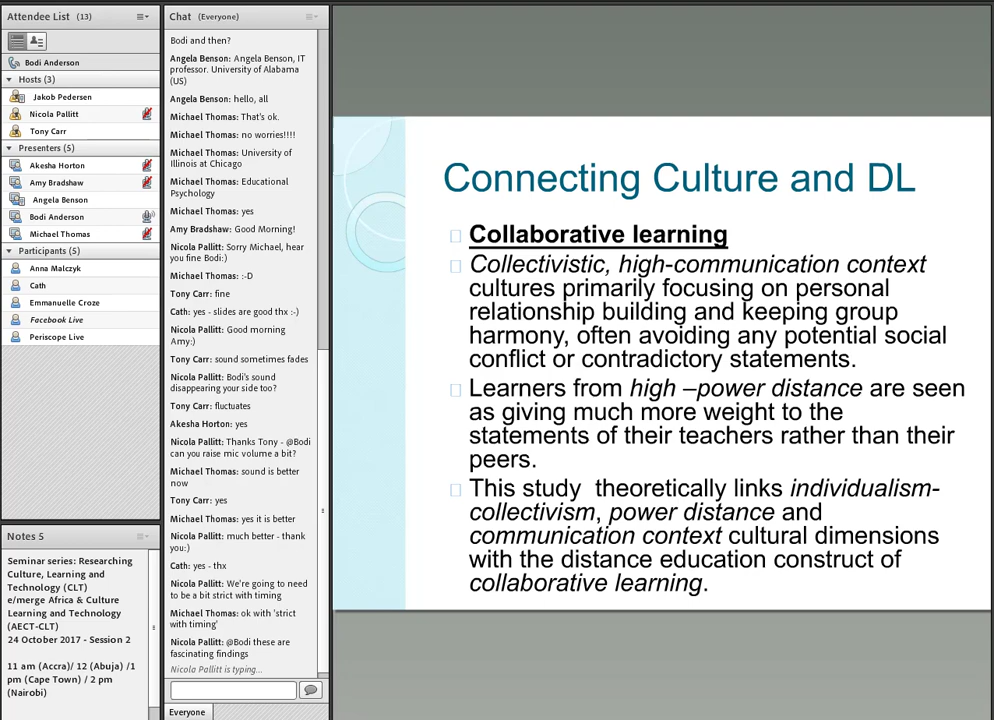 Attendee List (13)
Bodi Anderson
Hosts (3)
Jakob Pedersen
Nicola Pallitt
Tony Carr
Presenters (5)
Akesha Horton
Amy Bradshaw
Angela Benson
Bodi Anderson
Michael Thomas
Participants (5)
Anna Malczyk
Cath
Emmanuelle Croze
Facebook Live
Periscope Live
Notes 5
Seminar series: Researching
Culture, Learning and
Technology (CLT)
e/merge Africa & Culture
Learning and Technology
(AECT-CLT)
24 October 2017 - Session 2
11 am (Accra)/ 12 (Abuja) /1
pm (Cape Town) / 2 pm
(Nairobi)
Chat (Everyone)
Bodi and then?
Angela Benson: Angela Benson, IT
professor. University of Alabama
(US)
Angela Benson: hello, all
Michael Thomas: That's ok.
Michael Thomas: no worries!!!!
Michael Thomas: University of
Illinois at Chicago
Michael Thomas: Educational
Psychology
Michael Thomas: yes
Amy Bradshaw: Good Morning!
Nicola Pallitt: Sorry Michael, hear
you fine Bodi:)
Michael Thomas: :-D
Tony Carr: fine
Cath: yes - slides are good thx :-)
Nicola Pallitt: Good morning
Amy:)
Tony Carr: sound sometimes fades
Nicola Pallitt: Bodi's sound
disappearing your side too?
Tony Carr: fluctuates
Akesha Horton: yes
Nicola Pallitt: Thanks Tony - @Bodi
can you raise mic volume a bit?
Michael Thomas: sound is better
now
Tony Carr: yes
Michael Thomas: yes it is better
Nicola Pallitt: much better - thank
you:)
Cath: yes - thx
Nicola Pallitt: We're going to need
to be a bit strict with timing
Michael Thomas: ok with 'strict
with timing'
Nicola Pallitt: @Bodi these are
fascinating findings
Nicola Pallitt is typing...
Everyone
Connecting Culture and DL
Collaborative learning
Collectivistic, high-communication context
cultures primarily focusing on personal
relationship building and keeping group
harmony, often avoiding any potential social
conflict or contradictory statements.
Learners from high –power distance are seen
as giving much more weight to the
statements of their teachers rather than their
peers.
This study theoretically links individualism-
collectivism, power distance and
communication context cultural dimensions
with the distance education construct of
collaborative learning.